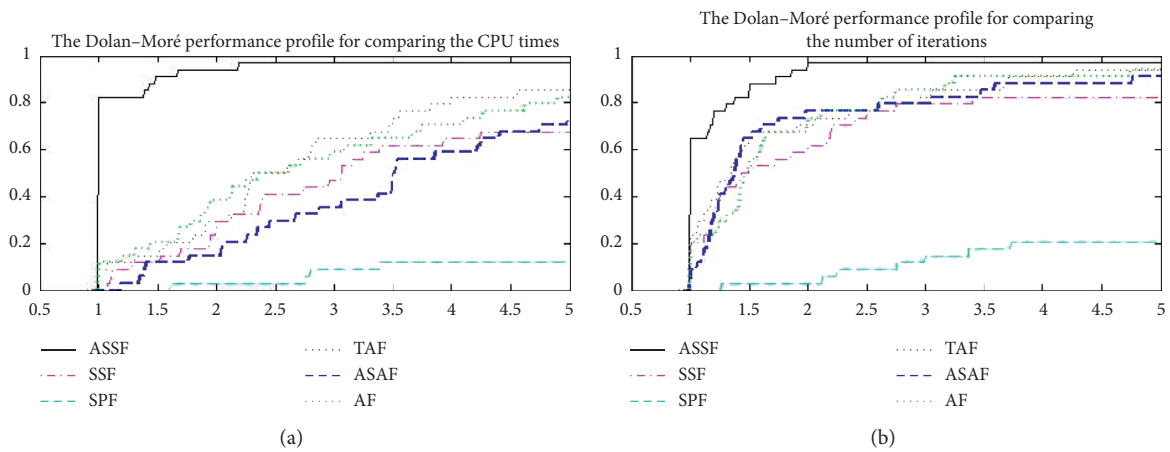 The Dolan–Moré performance profile for comparing the CPU times
1
0.8
0.6
0.4
0.2
0
0.5 1 1.5 2 2.5 3 3.5 4 4.5 5
ASSF
SSF
SPF
TAF
ASAF
AF
(a)
The Dolan–Moré performance profile for comparing
the number of iterations
1
0.8
0.6
0.4
0.2
0
0.5 1 1.5 2 2.5 3 3.5 4 4.5 5
ASSF
SSF
SPF
TAF
ASAF
AF
(b)